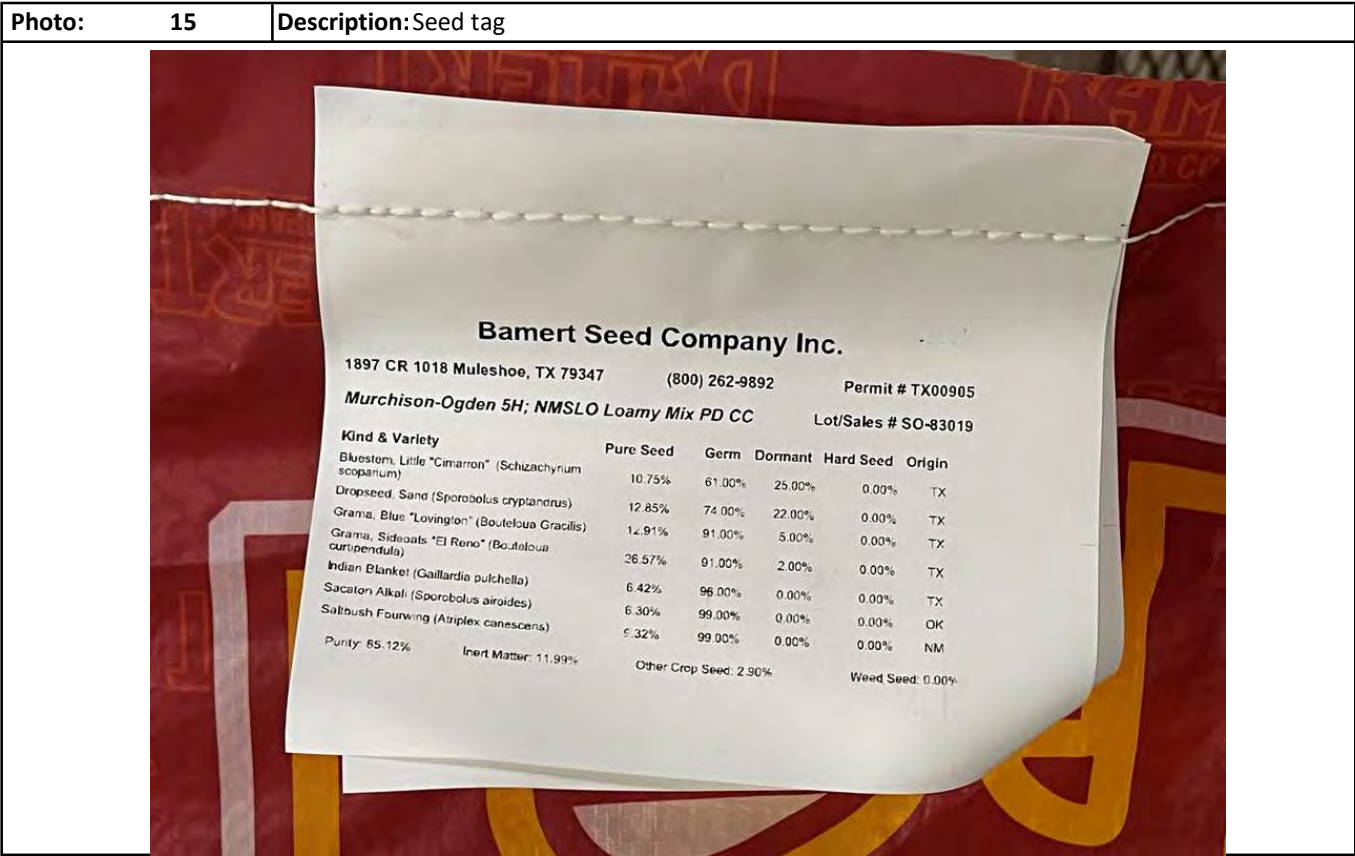 Photo: 15 Description: Seed tag
Bamert Seed Company Inc.
1897 CR 1018 Muleshoe, TX 79347 (800) 262-9892 Permit # TX00905
Murchison-Ogden 5H; NMSLO Loamy Mix PD CC Lot/Sales # SO-83019
Kind & Variety Pure Seed Germ Dormant Hard Seed Origin
Bluestem, Little "Cimarron" (Schizachyrium
scoparium) 10.75% 61.00% 25.00% 0.00% TX
Dropseed, Sand (Sporobolus cryptandrus) 12.85% 74.00% 22.00% 0.00% TX
Grama, Blue "Lovington" (Bouteloua Gracilis) 12.91% 91.00% 5.00% 0.00% TX
Grama, Sideoats "El Reno" (Bouteloua
curtipendula) 26.57% 91.00% 2.00% 0.00% TX
Indian Blanket (Gaillardia pulchella) 6.42% 96.00% 0.00% 0.00% TX
Sacaton Alkali (Sporobolus airoides) 6.30% 99.00% 0.00% 0.00% OK
Saltbush Fourwing (Atriplex canescens) 9.32% 99.00% 0.00% 0.00% NM
Purity: 85.12% Inert Matter: 11.99% Other Crop Seed: 2.90% Weed Seed: 0.00%